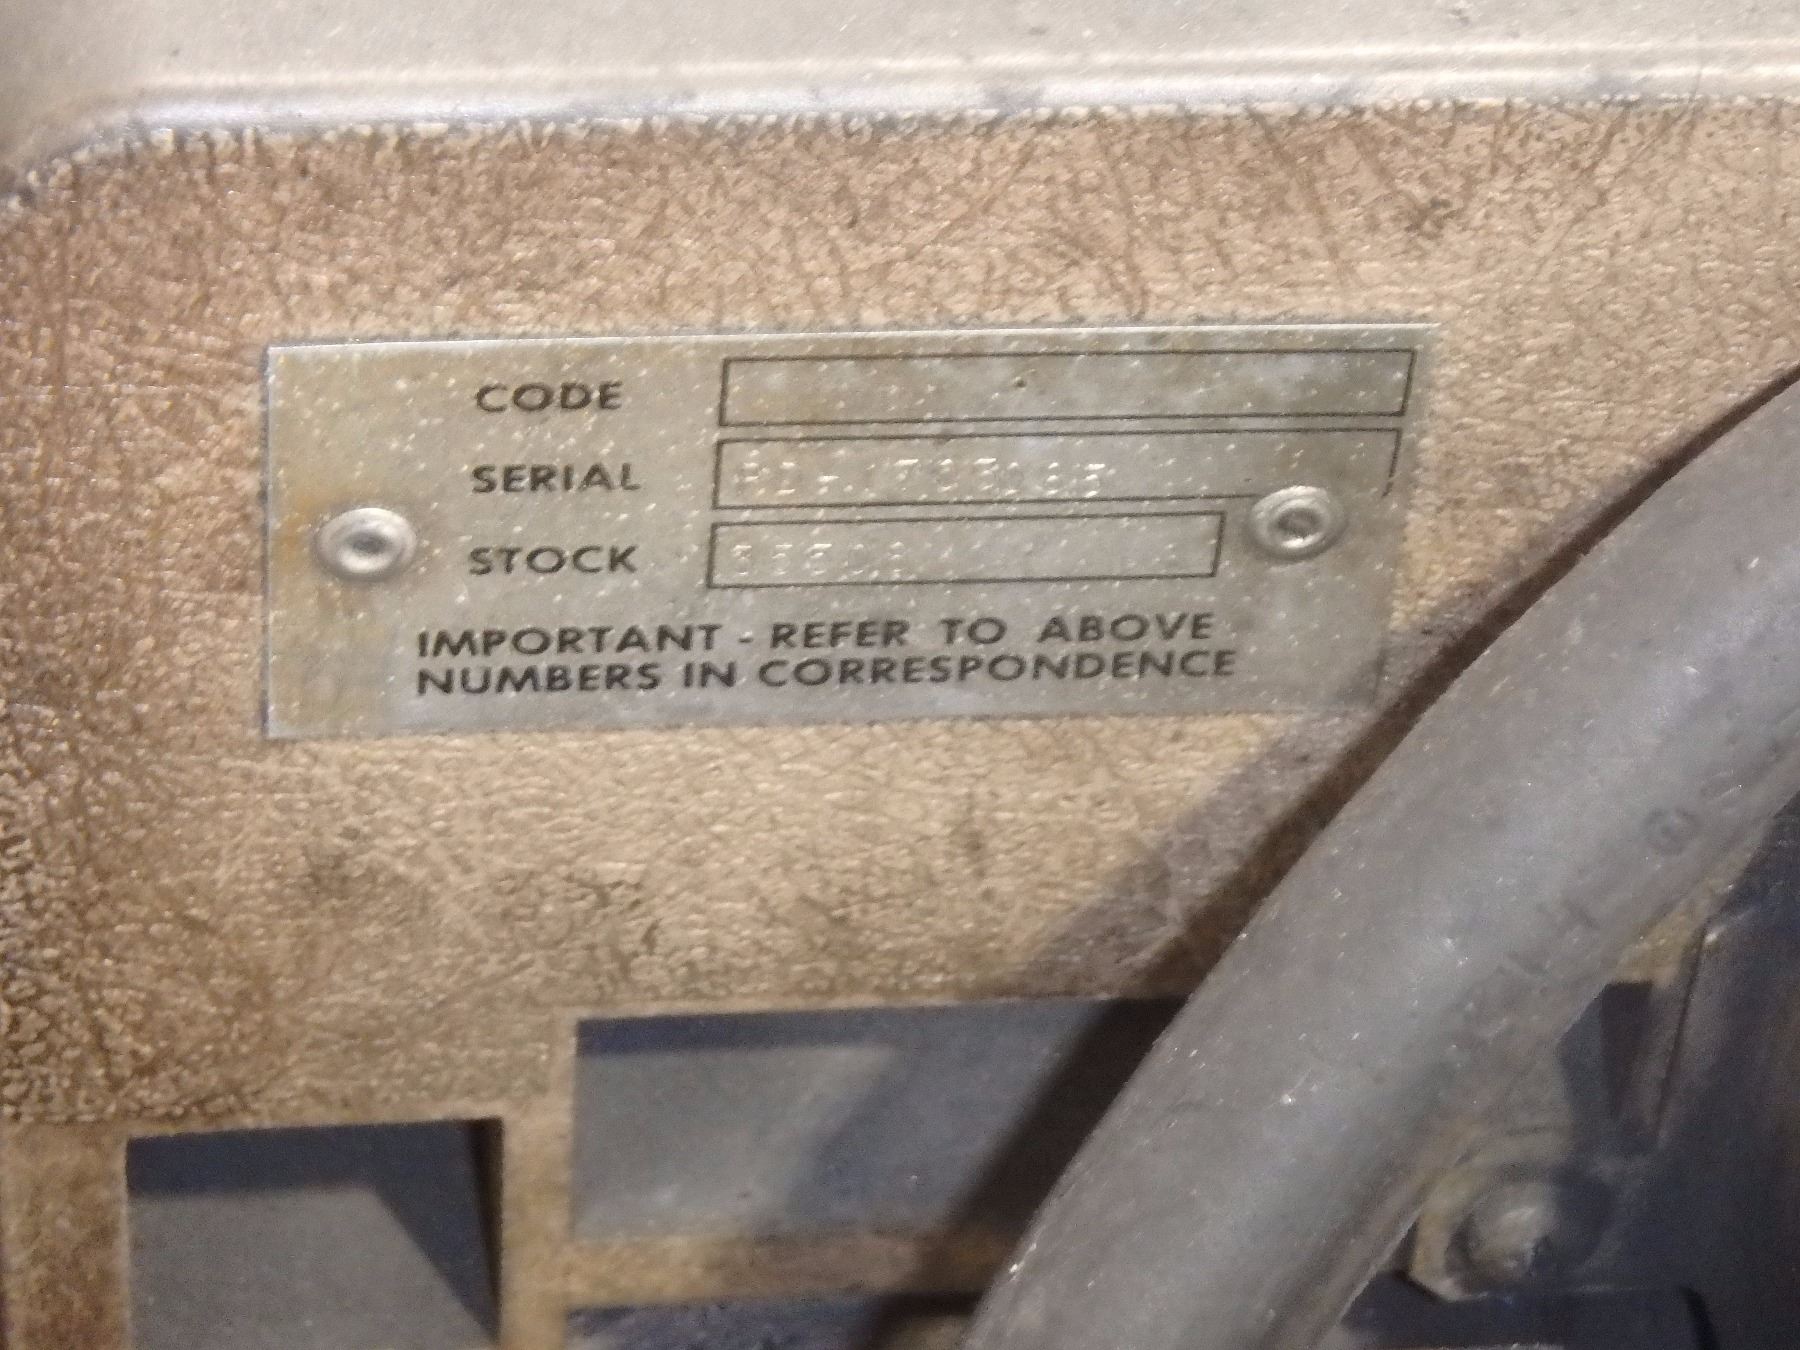 CODE
SERIAL
STOCK
IMPORTANT - REFER TO ABOVE
NUMBERS IN CORRESPONDENCE